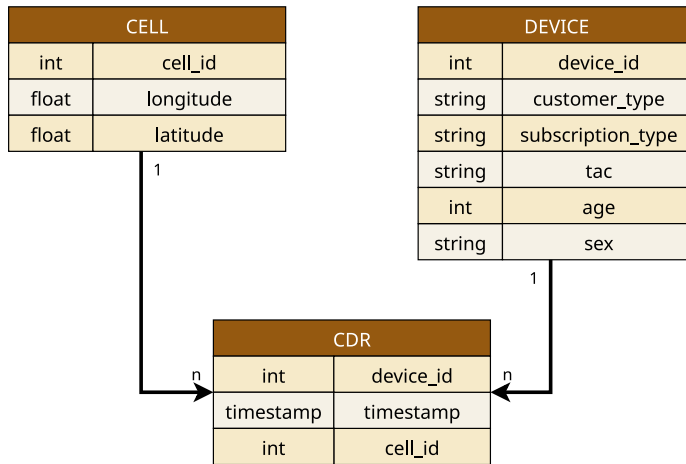 CELL
int cell_id
float longitude
float latitude
1
DEVICE
int device_id
string customer_type
string subscription_type
string tac
int age
string sex
1
n
n
CDR
int device_id
timestamp timestamp
int cell_id